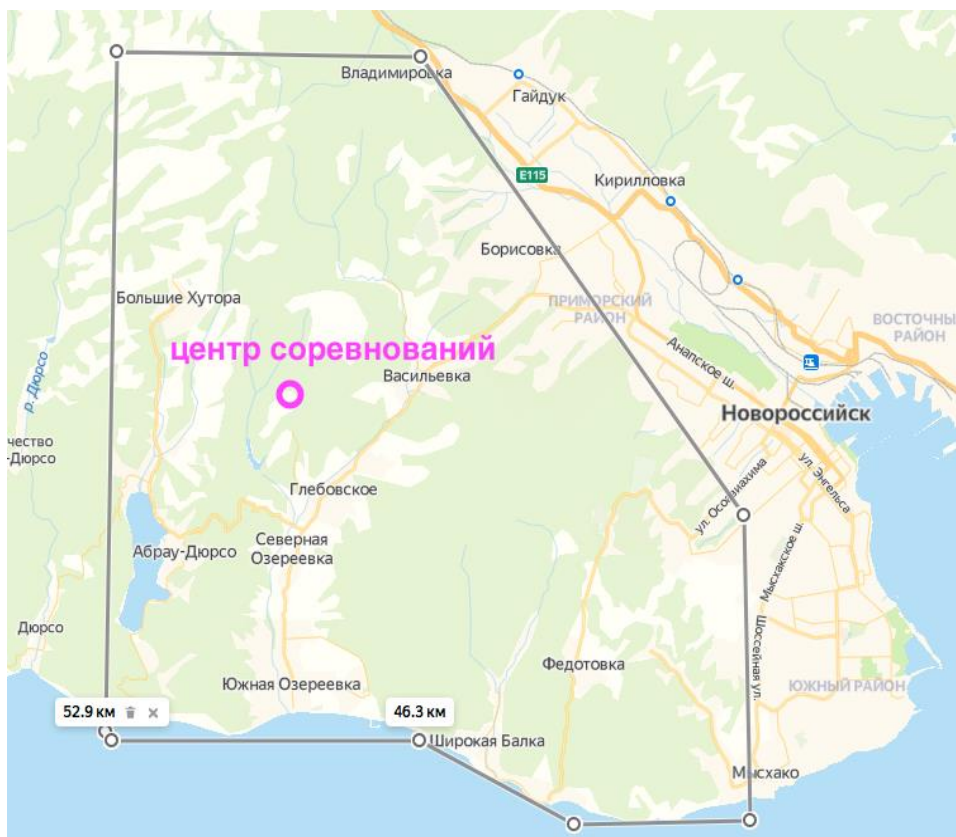 Владимировка
Гайдук
E115
Кирилловка
Борисовка
Большие Хутора
ПРИМОРСКИЙ
РАЙОН
ВОСТОЧНЫ
РАЙОН
центр соревнований
Анапское ш.
Васильевка
р. Дюрсо
Новороссийск
чество
-Дюрсо
ул. Энгельса
ул. Осоавиахима
Глебовское
Абрау-Дюрсо
Северная
Озереевка
Мысхакское ш.
Дюрсо
Шоссейная ул.
Федотовка
Южная Озереевка
ЮЖНЫЙ РАЙОН
52.9 км
46.3 км
Широкая Балка
Мысхако